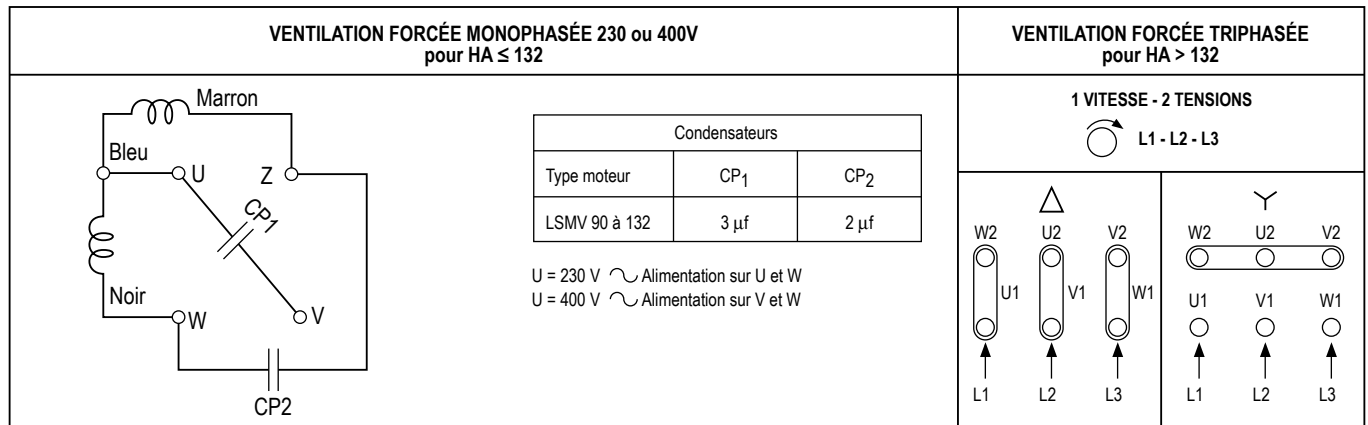 VENTILATION FORCÉE MONOPHASÉE 230 ou 400V
pour HA ≤ 132
Marron
Bleu
U
Z
CP1
Noir
W
V
CP2
Condensateurs
Type moteur CP1 CP2
LSMV 90 à 132 3 µf 2 µf
U = 230 V Alimentation sur U et W
U = 400 V Alimentation sur V et W
VENTILATION FORCÉE TRIPHASÉE
pour HA > 132
1 VITESSE - 2 TENSIONS
L1 - L2 - L3
W2 U2 V2
U1 V1 W1
L1 L2 L3
W2 U2 V2
U1 V1 W1
L1 L2 L3